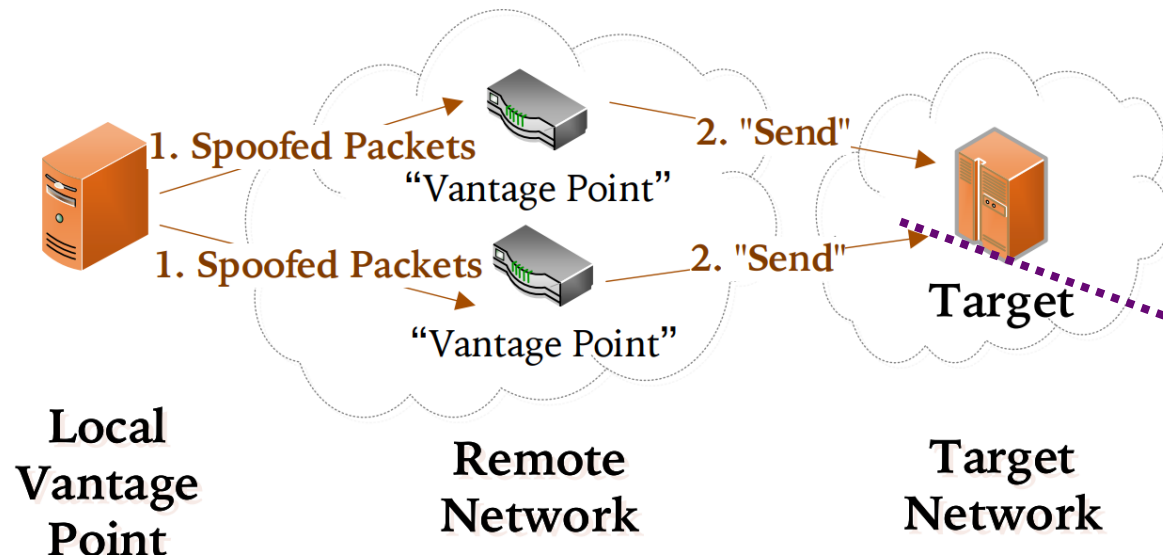 1. Spoofed Packets
“Vantage Point”
2. "Send"
1. Spoofed Packets
“Vantage Point”
2. "Send"
Target
Local
Vantage
Point
Remote
Network
Target
Network